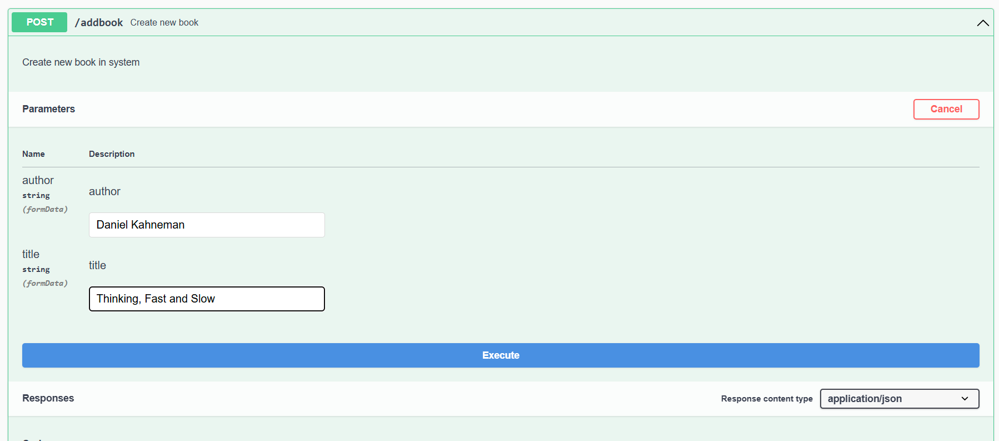 POST /addbook Create new book
Create new book in system
Parameters Cancel
Name Description
author
string
(formData)
author
Daniel Kahneman
title
string
(formData)
title
Thinking, Fast and Slow
Execute
Responses Response content type application/json